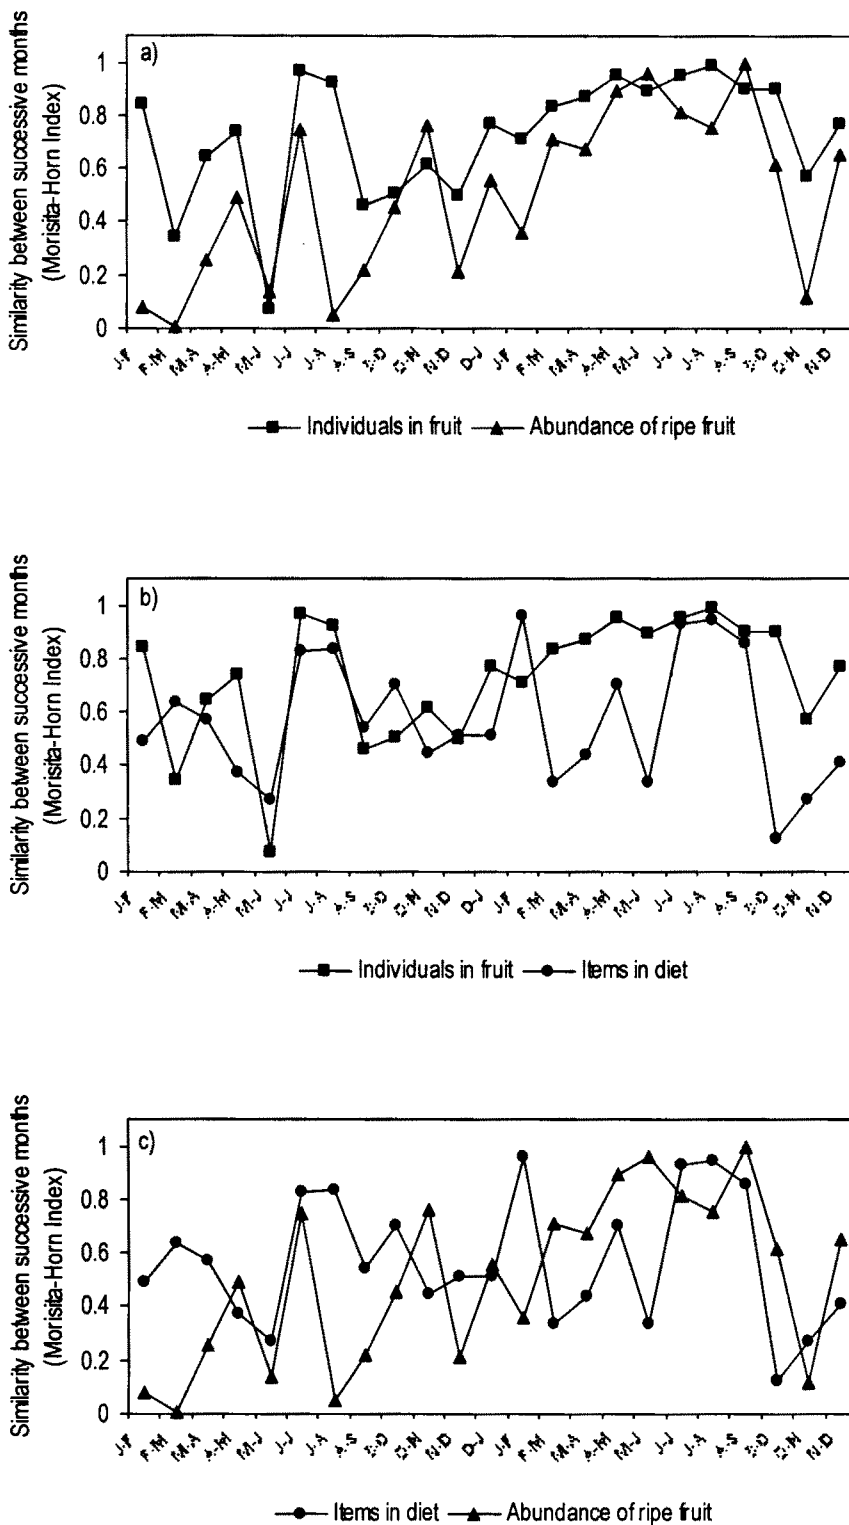 a)
Similarity between successive months
(Morisita-Horn Index)
1
0.8
0.6
0.4
0.2
0
J-F F-M M-A A-M M-J J-J J-A A-S S-O O-N N-D D-J J-F F-M M-A A-M M-J J-J J-A A-S S-O O-N N-D
Individuals in fruit Abundance of ripe fruit
b)
Similarity between successive months
(Morisita-Horn Index)
1
0.8
0.6
0.4
0.2
0
J-F F-M M-A A-M M-J J-J J-A A-S S-O O-N N-D D-J J-F F-M M-A A-M M-J J-J J-A A-S S-O O-N N-D
Individuals in fruit Items in diet
c)
Similarity between successive months
(Morisita-Horn Index)
1
0.8
0.6
0.4
0.2
0
J-F F-M M-A A-M M-J J-J J-A A-S S-O O-N N-D D-J J-F F-M M-A A-M M-J J-J J-A A-S S-O O-N N-D
Items in diet Abundance of ripe fruit